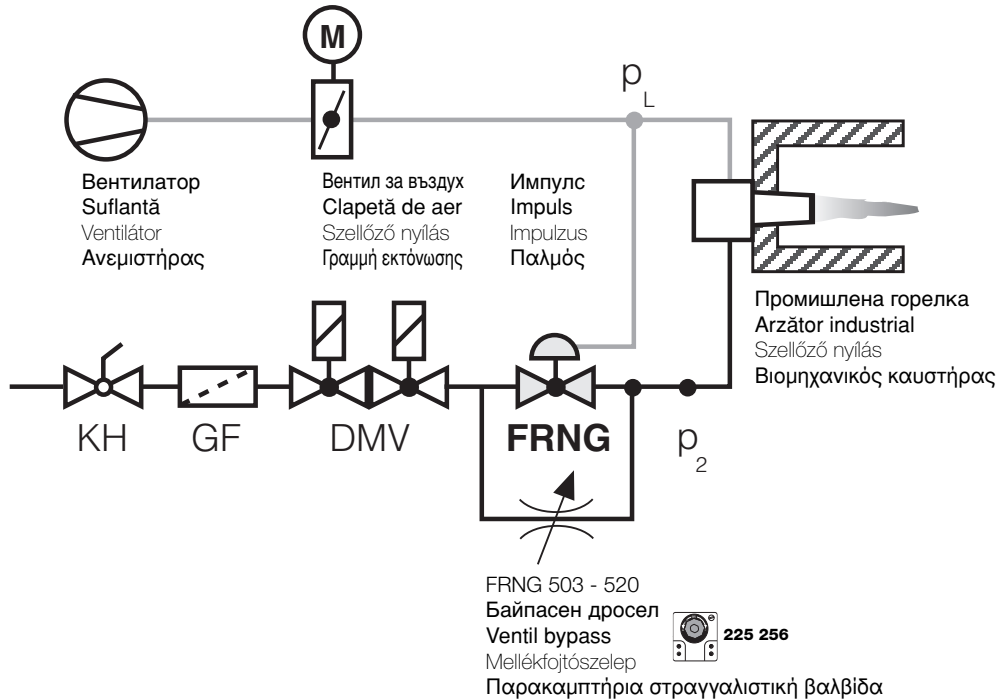 M
p
L
Вентилатор
Suflantă
Ventilátor
Ανεμιστήρας
Вентил за въздух
Clapetă de aer
Szellőző nyílás
Γραμμή εκτόνωσης
Импулс
Impuls
Impulzus
Παλμός
Промишлена горелка
Arzător industrial
Szellőző nyílás
Βιομηχανικός καυστήρας
KH
GF
DMV
FRNG
p
2
FRNG 503 - 520
Байпасен дросел
Ventil bypass
225 256
Mellékfojtószelep
Παρακαμπτήρια στραγγαλιστική βαλβίδα